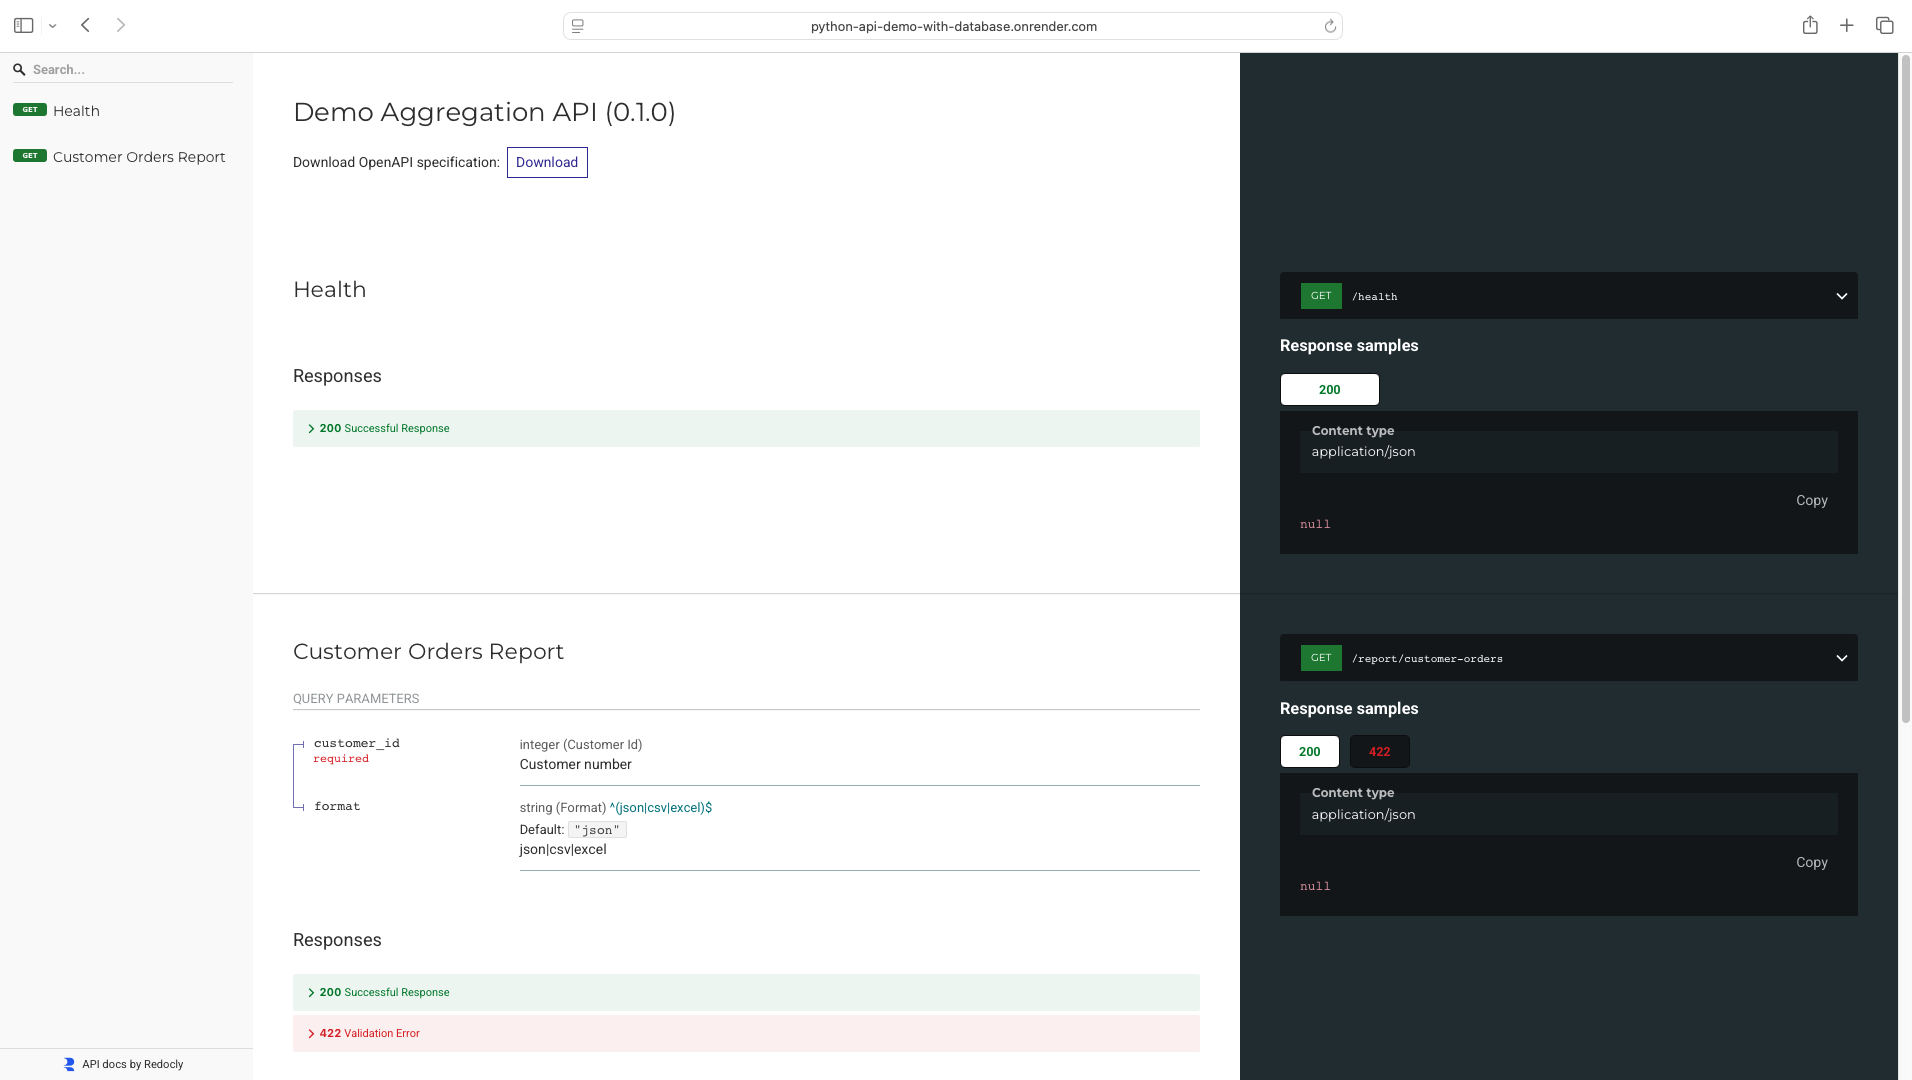 python-api-demo-with-database.onrender.com
Search...
GET Health
GET Customer Orders Report
API docs by Redocly
Demo Aggregation API (0.1.0)
Download OpenAPI specification: Download
Health
Responses
200 Successful Response
GET /health
Response samples
200
Content type
application/json
Copy
null
Customer Orders Report
QUERY PARAMETERS
customer_id
required
integer (Customer Id)
Customer number
format
string (Format) ^(json|csv|excel)$
Default: "json"
json|csv|excel
Responses
200 Successful Response
422 Validation Error
GET /report/customer-orders
Response samples
200 422
Content type
application/json
Copy
null